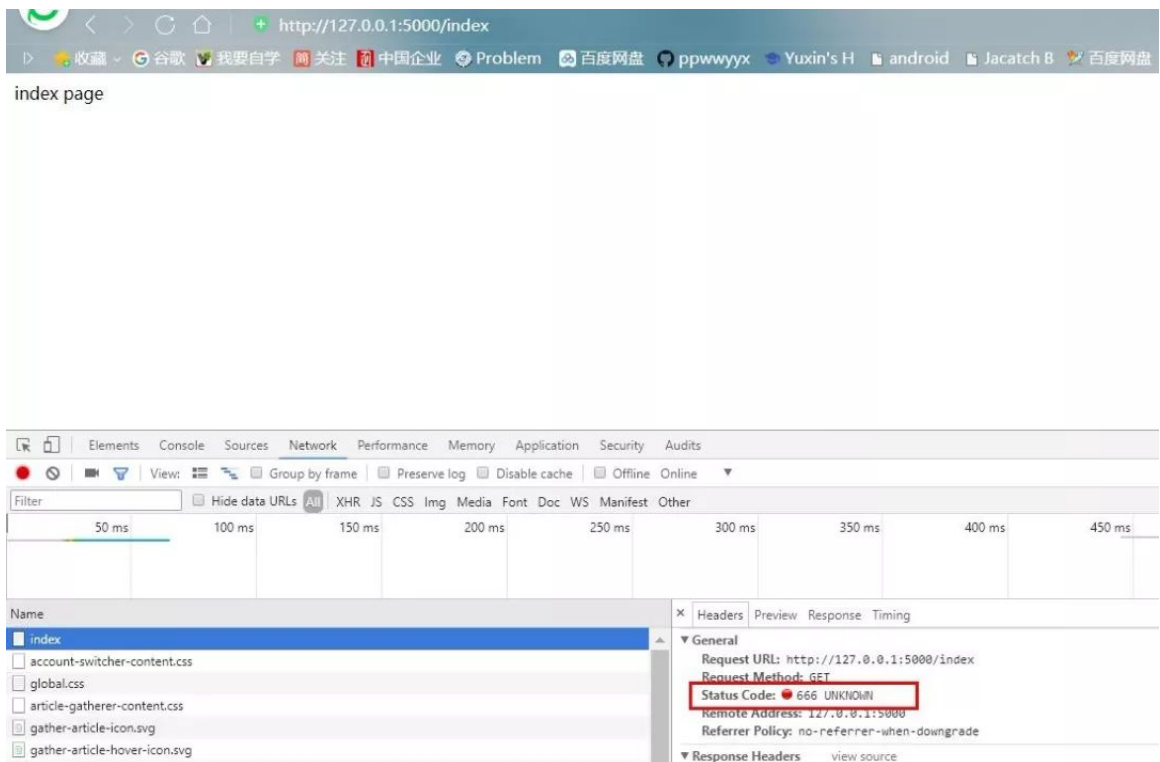 http://127.0.0.1:5000/index
收藏 谷歌 我要自学 关注 中国企业 Problem 百度网盘 ppwwyyx Yuxin's H android Jacatch B 百度网盘
index page
Elements Console Sources Network Performance Memory Application Security Audits
View: Group by frame Preserve log Disable cache Offline Online
Filter Hide data URLs All XHR JS CSS Img Media Font Doc WS Manifest Other
50 ms 100 ms 150 ms 200 ms 250 ms 300 ms 350 ms 400 ms 450 ms
Name × Headers Preview Response Timing
index
General
account-switcher-content.css
Request URL: http://127.0.0.1:5000/index
global.css
Request Method: GET
article-gatherer-content.css
Status Code: 666 UNKNOWN
gather-article-icon.svg
Remote Address: 127.0.0.1:5000
gather-article-hover-icon.svg
Referrer Policy: no-referrer-when-downgrade
Response Headers view source